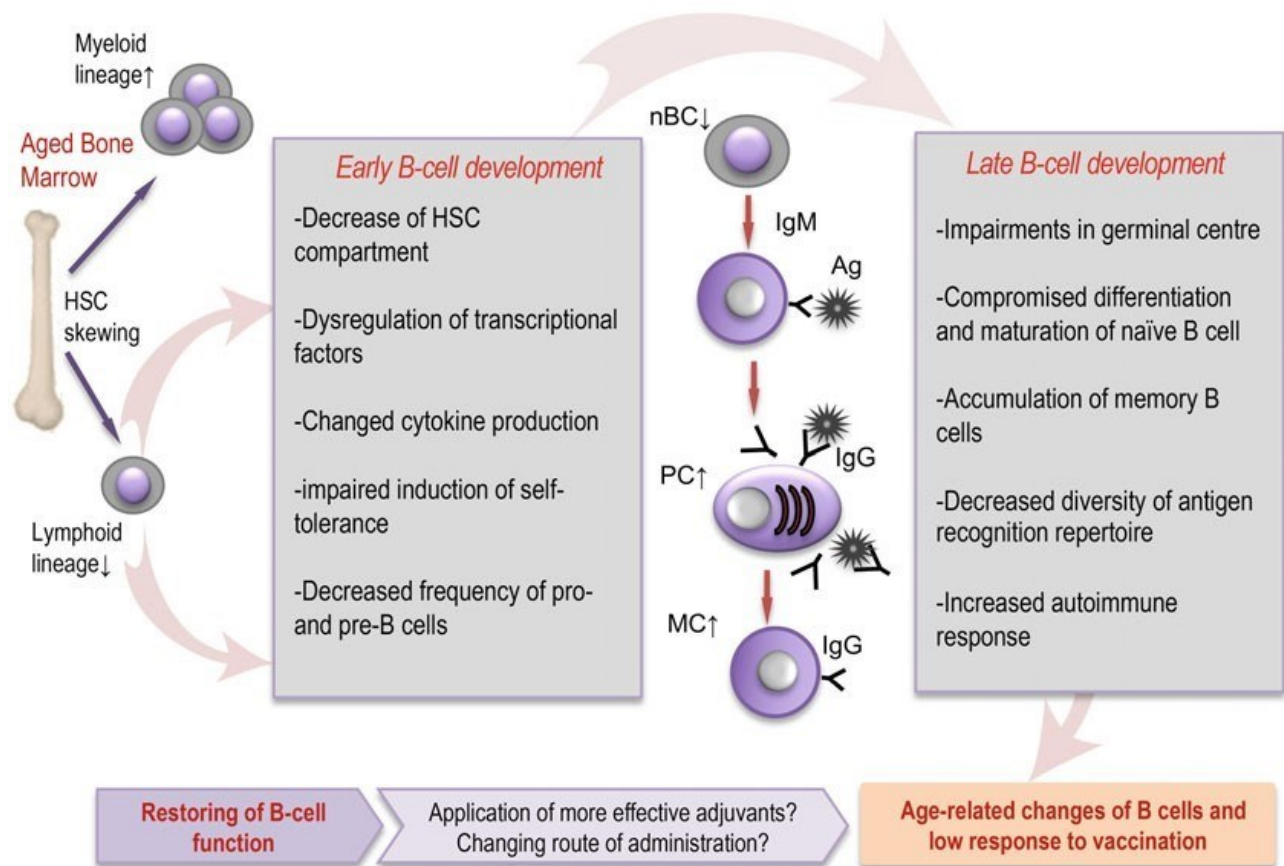 Myeloid
lineage↑
Aged Bone
Marrow
HSC
skewing
Lymphoid
lineage↓
Early B-cell development
-Decrease of HSC
compartment
-Dysregulation of transcriptional
factors
-Changed cytokine production
-impaired induction of self-
tolerance
-Decreased frequency of pro-
and pre-B cells
nBC↓
IgM
Ag
IgG
PC↑
MC↑
IgG
Late B-cell development
-Impairments in germinal centre
-Compromised differentiation
and maturation of naïve B cell
-Accumulation of memory B
cells
-Decreased diversity of antigen
recognition repertoire
-Increased autoimmune
response
Restoring of B-cell
function
Application of more effective adjuvants?
Changing route of administration?
Age-related changes of B cells and
low response to vaccination